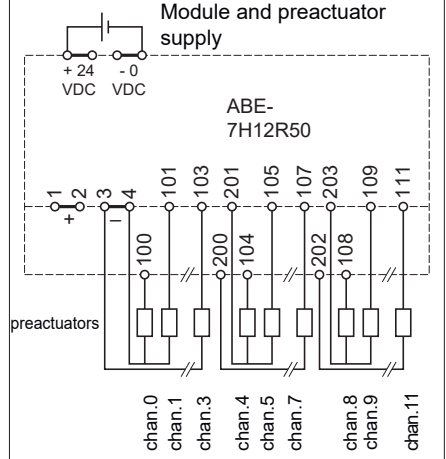 Module and preactuator
supply
+ 24
VDC
- 0
VDC
ABE-
7H12R50
1
2
3
4
101
103
201
105
107
203
109
111
+
–
100
200
104
202
108
preactuators
chan.0
chan.1
chan.3
chan.4
chan.5
chan.7
chan.8
chan.9
chan.11